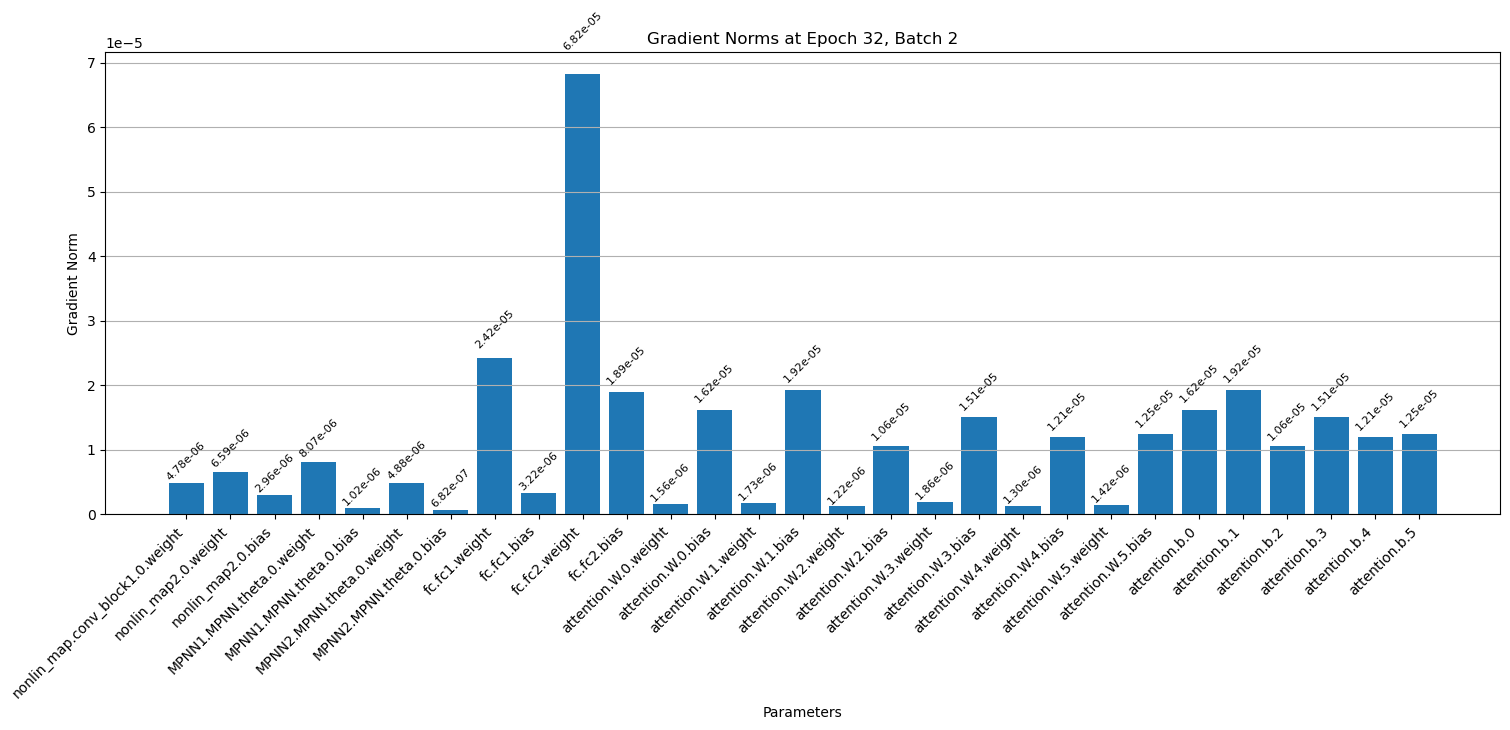 Gradient Norms at Epoch 32, Batch 2
1e−5
7
6
5
4
3
2
1
0
Gradient Norm
4.78e-06
6.59e-06
2.96e-06
8.07e-06
1.02e-06
4.88e-06
6.82e-07
2.42e-05
3.22e-06
6.82e-05
1.89e-05
1.56e-06
1.62e-05
1.73e-06
1.92e-05
1.22e-06
1.06e-05
1.86e-06
1.51e-05
1.30e-06
1.21e-05
1.42e-06
1.25e-05
1.62e-05
1.92e-05
1.06e-05
1.51e-05
1.21e-05
1.25e-05
nonlin_map.conv_block1.0.weight
nonlin_map2.0.weight
nonlin_map2.0.bias
MPNN1.MPNN.theta.0.weight
MPNN1.MPNN.theta.0.bias
MPNN2.MPNN.theta.0.weight
MPNN2.MPNN.theta.0.bias
fc.fc1.weight
fc.fc1.bias
fc.fc2.weight
fc.fc2.bias
attention.W.0.weight
attention.W.0.bias
attention.W.1.weight
attention.W.1.bias
attention.W.2.weight
attention.W.2.bias
attention.W.3.weight
attention.W.3.bias
attention.W.4.weight
attention.W.4.bias
attention.W.5.weight
attention.W.5.bias
attention.b.0
attention.b.1
attention.b.2
attention.b.3
attention.b.4
attention.b.5
Parameters